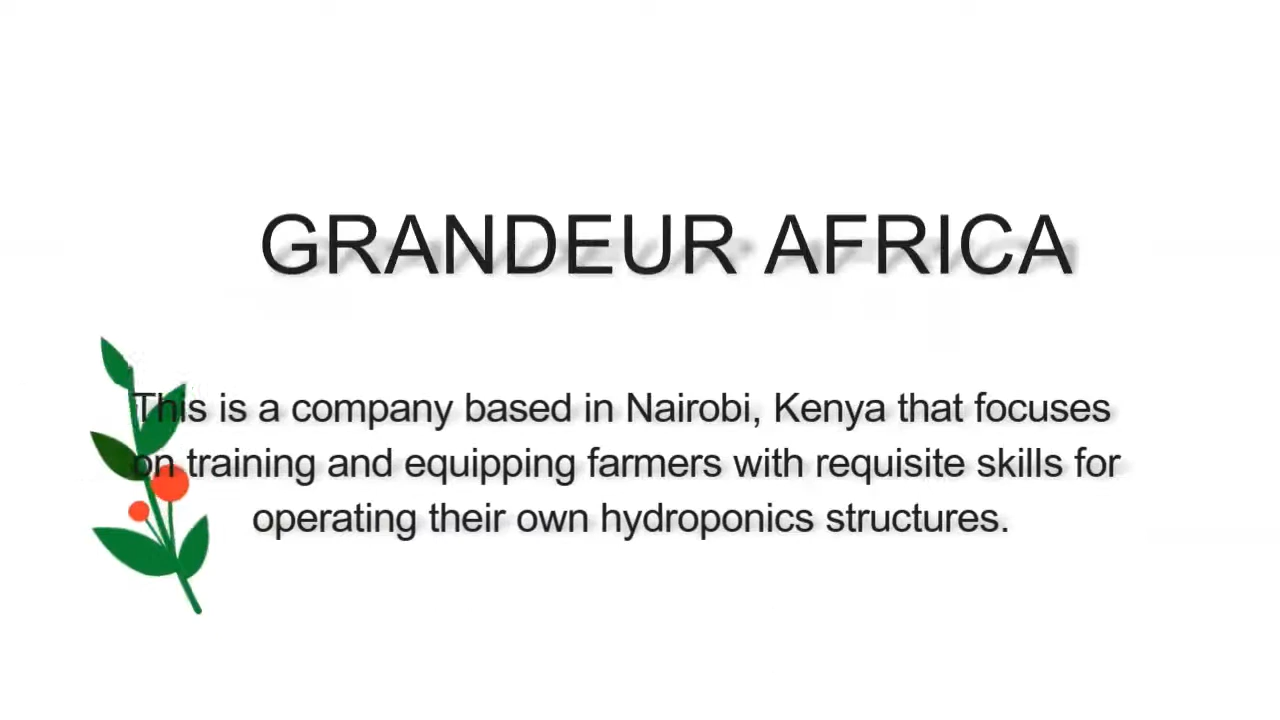 GRANDEUR AFRICA
This is a company based in Nairobi, Kenya that focuses
on training and equipping farmers with requisite skills for
operating their own hydroponics structures.